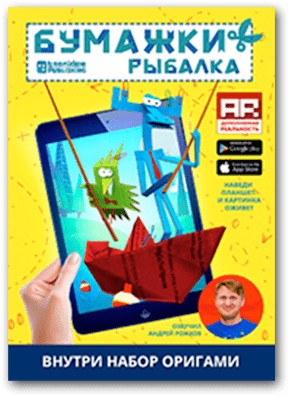 БУМАЖКИ
РЫБАЛКА
AR
ДОПОЛНЕННАЯ
РЕАЛЬНОСТЬ
Google play
App Store
НАВЕДИ
ПЛАНШЕТ
И КАРТИНКА
ОЖИВЕТ
ОЗВУЧИЛ
АНДРЕЙ РОЖКОВ
ВНУТРИ НАБОР ОРИГАМИ